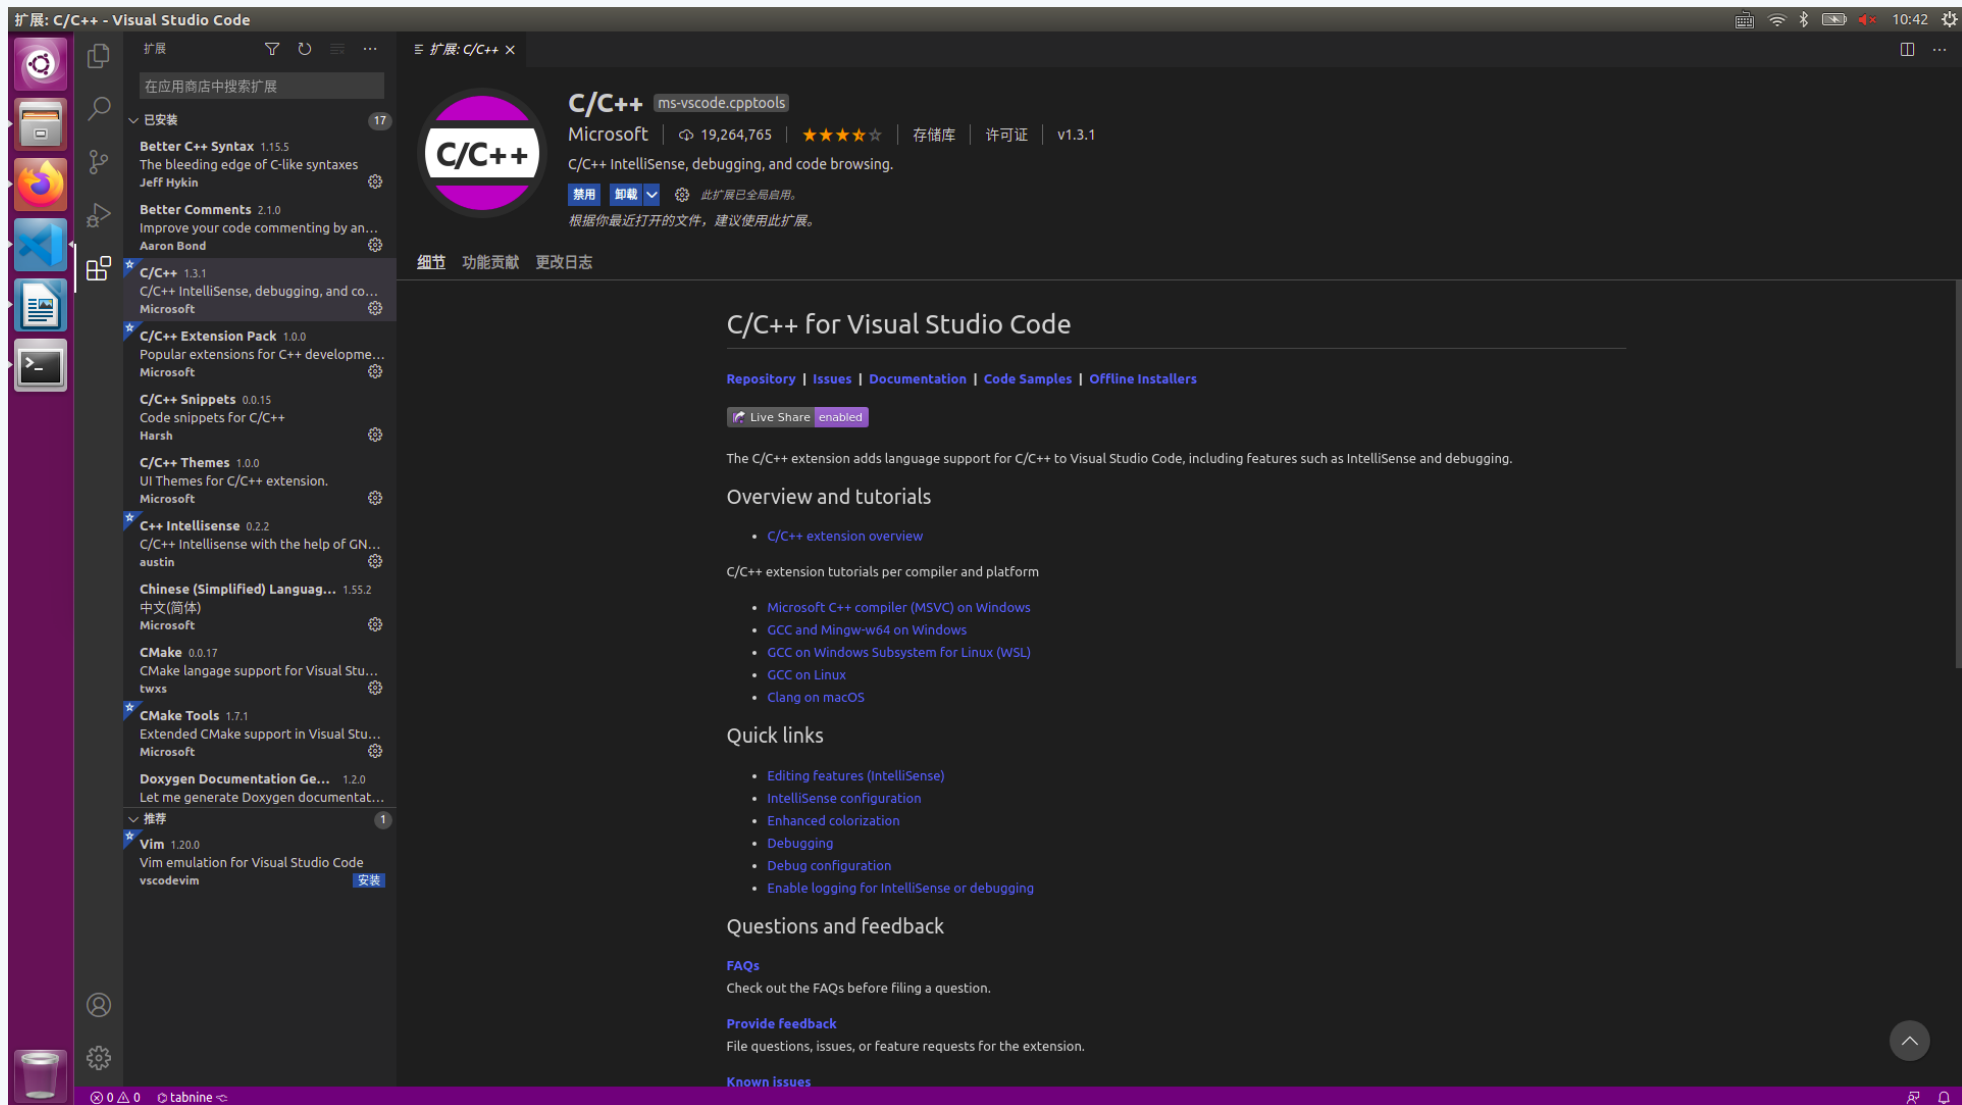 扩展: C/C++ - Visual Studio Code
10:42
扩展
扩展: C/C++
在应用商店中搜索扩展
已安装 17
Better C++ Syntax 1.15.5
The bleeding edge of C-like syntaxes
Jeff Hykin
Better Comments 2.1.0
Improve your code commenting by an...
Aaron Bond
C/C++ 1.3.1
C/C++ IntelliSense, debugging, and co...
Microsoft
C/C++ Extension Pack 1.0.0
Popular extensions for C++ developme...
Microsoft
C/C++ Snippets 0.0.15
Code snippets for C/C++
Harsh
C/C++ Themes 1.0.0
UI Themes for C/C++ extension.
Microsoft
C++ Intellisense 0.2.2
C/C++ Intellisense with the help of GN...
austin
Chinese (Simplified) Languag... 1.55.2
中文(简体)
Microsoft
CMake 0.0.17
CMake langage support for Visual Stu...
twxs
CMake Tools 1.7.1
Extended CMake support in Visual Stu...
Microsoft
Doxygen Documentation Ge... 1.2.0
Let me generate Doxygen documentat...
推荐 1
Vim 1.20.0
Vim emulation for Visual Studio Code
vscodevim 安装
C/C++
C/C++ ms-vscode.cpptools
Microsoft 19,264,765 存储库 许可证 v1.3.1
C/C++ IntelliSense, debugging, and code browsing.
禁用 卸载 此扩展已全局启用。
根据你最近打开的文件，建议使用此扩展。
细节 功能贡献 更改日志
C/C++ for Visual Studio Code
Repository | Issues | Documentation | Code Samples | Offline Installers
Live Share enabled
The C/C++ extension adds language support for C/C++ to Visual Studio Code, including features such as IntelliSense and debugging.
Overview and tutorials
• C/C++ extension overview
C/C++ extension tutorials per compiler and platform
• Microsoft C++ compiler (MSVC) on Windows
• GCC and Mingw-w64 on Windows
• GCC on Windows Subsystem for Linux (WSL)
• GCC on Linux
• Clang on macOS
Quick links
• Editing features (IntelliSense)
• IntelliSense configuration
• Enhanced colorization
• Debugging
• Debug configuration
• Enable logging for IntelliSense or debugging
Questions and feedback
FAQs
Check out the FAQs before filing a question.
Provide feedback
File questions, issues, or feature requests for the extension.
Known issues
0 0 tabnine